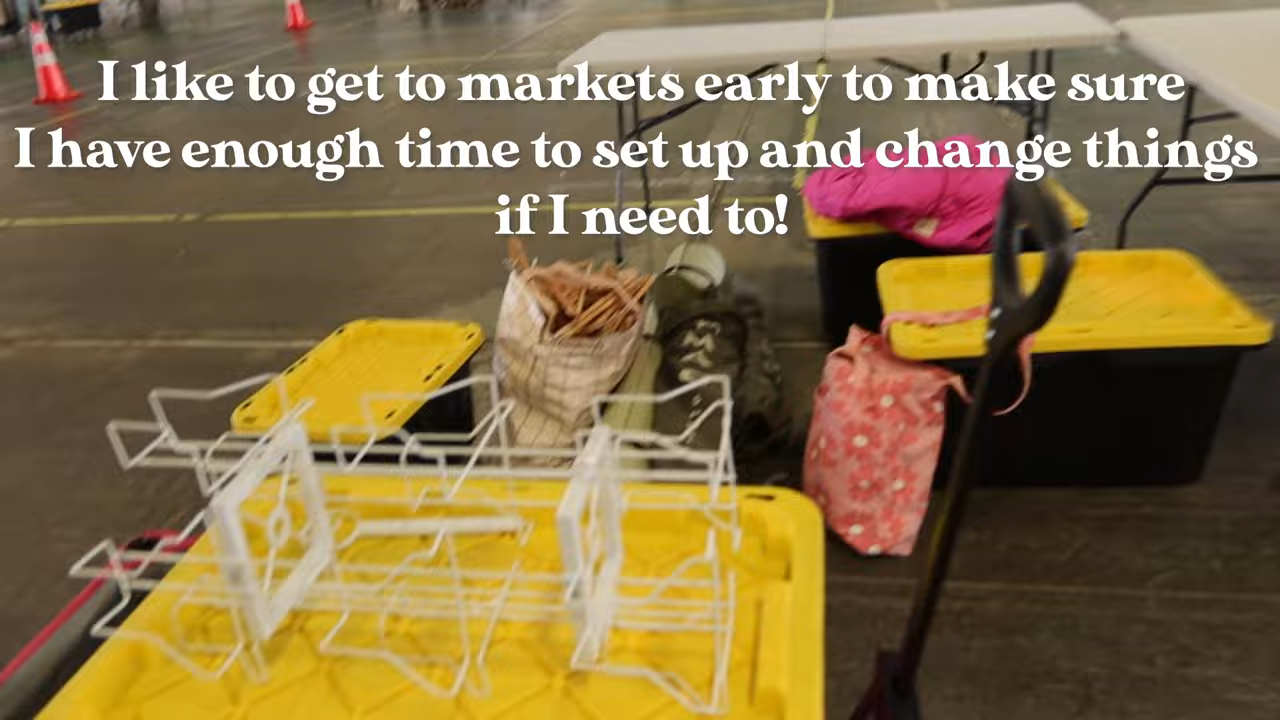 I like to get to markets early to make sure
I have enough time to set up and change things
if I need to!